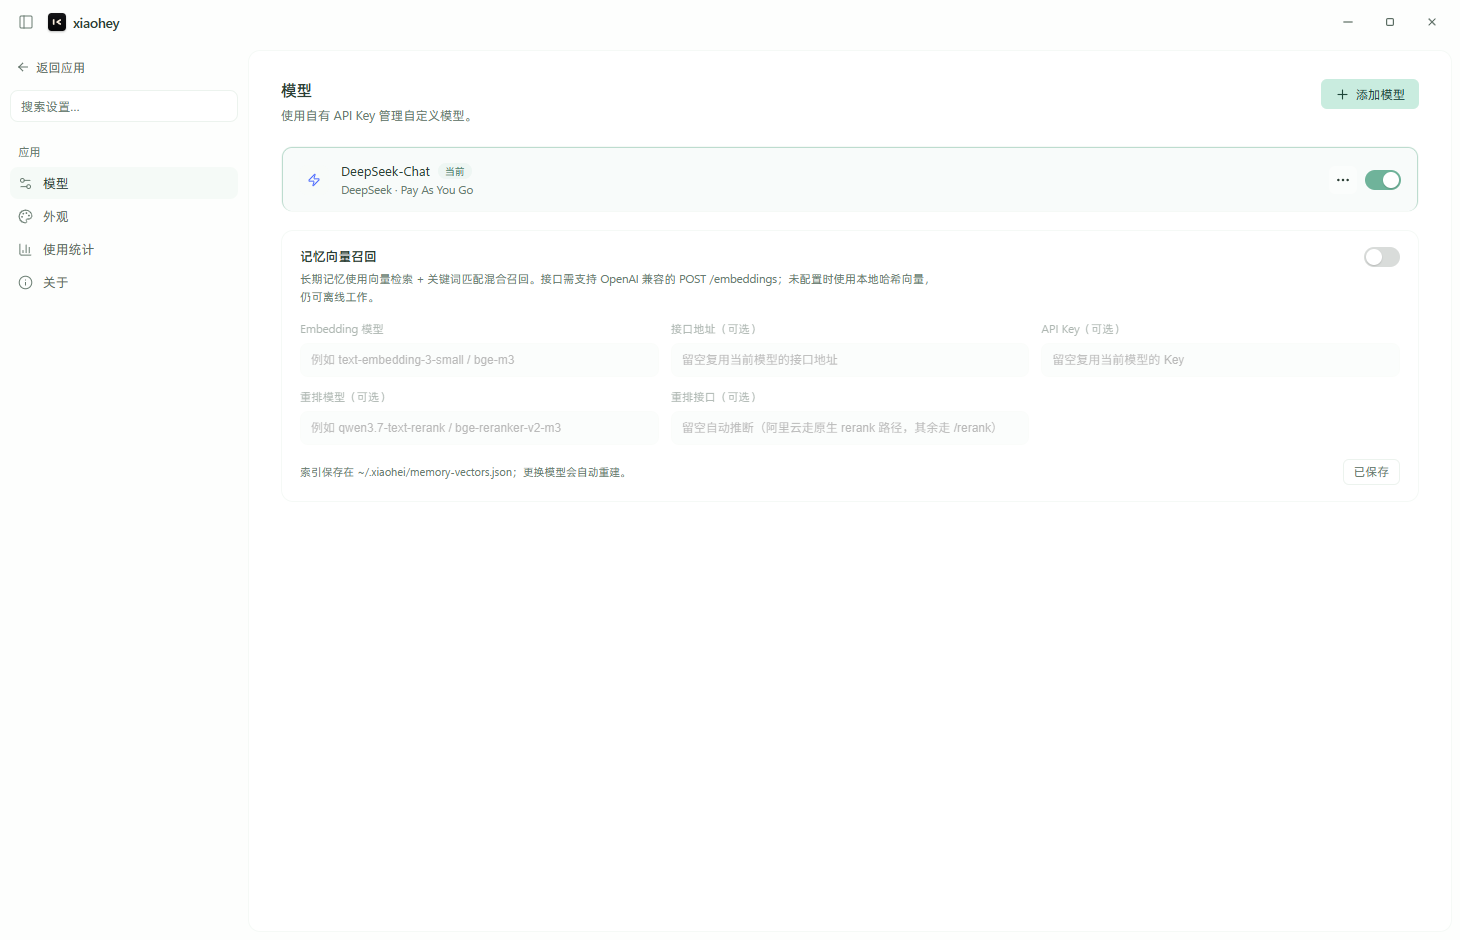 xiaohey
返回应用
搜索设置...
应用
模型
外观
使用统计
关于
模型
使用自有 API Key 管理自定义模型。
添加模型
DeepSeek-Chat 当前
DeepSeek · Pay As You Go
记忆向量召回
长期记忆使用向量检索 + 关键词匹配混合召回。接口需支持 OpenAI 兼容的 POST /embeddings；未配置时使用本地哈希向量，
仍可离线工作。
Embedding 模型
例如 text-embedding-3-small / bge-m3
接口地址（可选）
留空复用当前模型的接口地址
API Key（可选）
留空复用当前模型的 Key
重排模型（可选）
例如 qwen3.7-text-rerank / bge-reranker-v2-m3
重排接口（可选）
留空自动推断（阿里云走原生 rerank 路径，其余走 /rerank）
索引保存在 ~/.xiaohei/memory-vectors.json；更换模型会自动重建。
已保存